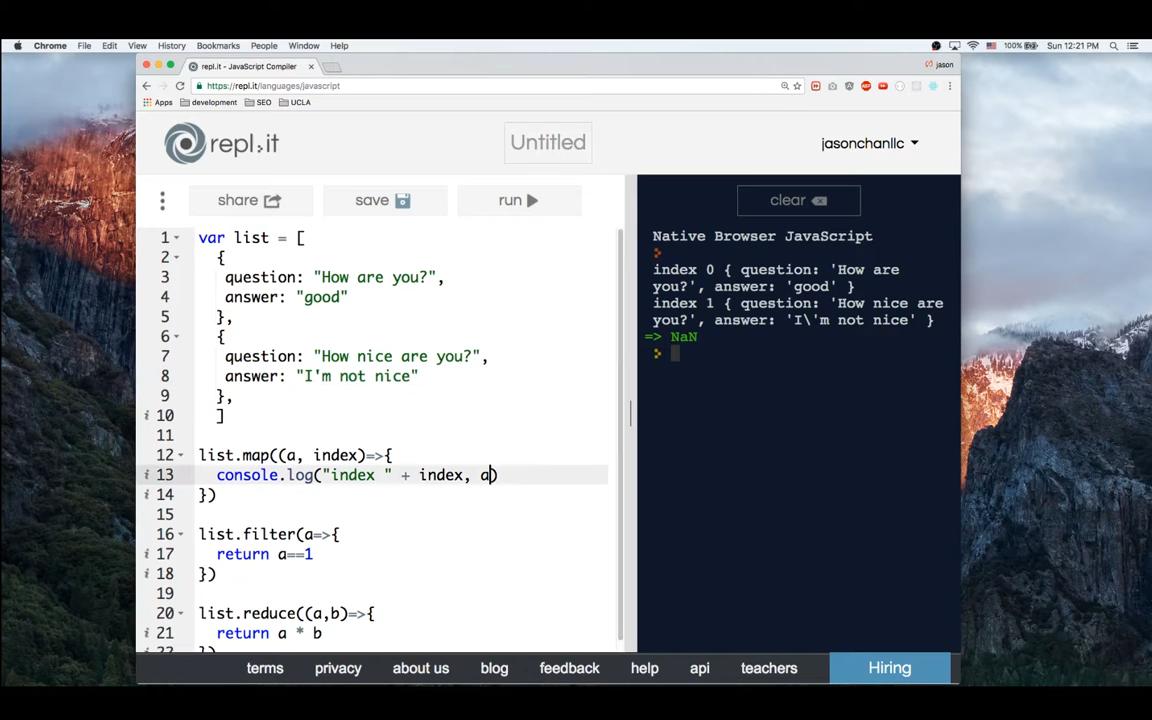 Chrome File Edit View History Bookmarks People Window Help 100% Sun 12:21 PM
repl.it - JavaScript Compiler jason
https://repl.it/languages/javascript
Apps development SEO UCLA
repl.it Untitled jasonchanllc
share save run clear
1 var list = [
2 {
3 question: "How are you?",
4 answer: "good"
5 },
6 {
7 question: "How nice are you?",
8 answer: "I'm not nice"
9 },
10 ]
11
12 list.map((a, index)=>{
13 console.log("index " + index, a)
14 })
15
16 list.filter(a=>{
17 return a==1
18 })
19
20 list.reduce((a,b)=>{
21 return a * b
Native Browser JavaScript
index 0 { question: 'How are
you?', answer: 'good' }
index 1 { question: 'How nice are
you?', answer: 'I\'m not nice' }
=> NaN
terms privacy about us blog feedback help api teachers Hiring